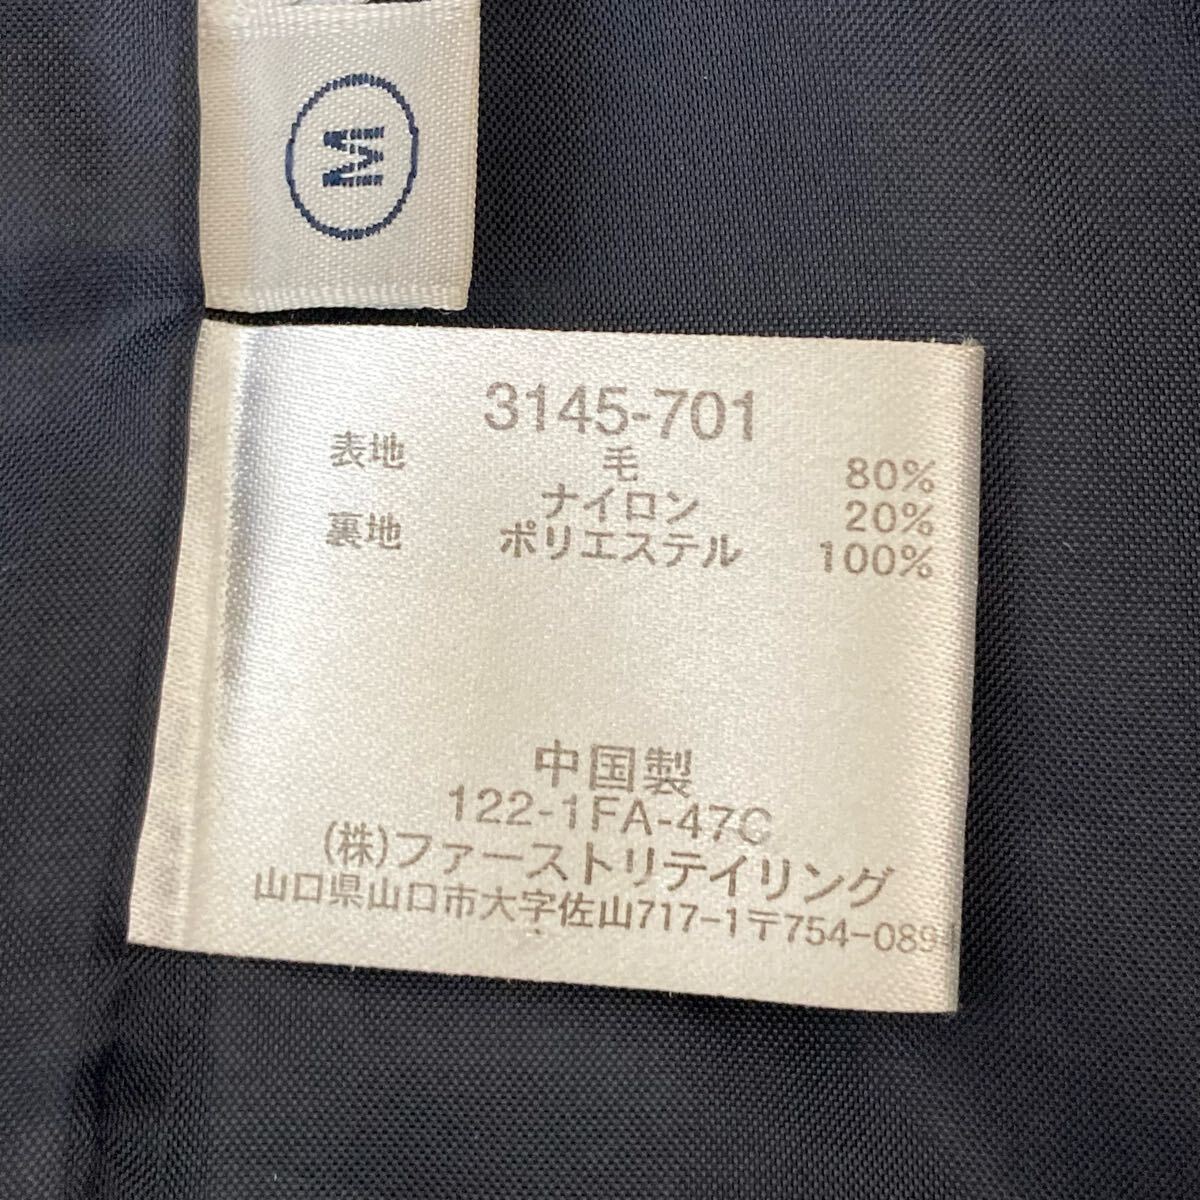 M
3145-701
表地 毛 80%
ナイロン 20%
裏地 ポリエステル 100%
中国製
122-1FA-47C
(株)ファーストリテイリング
山口県山口市大字佐山717-1〒754-089